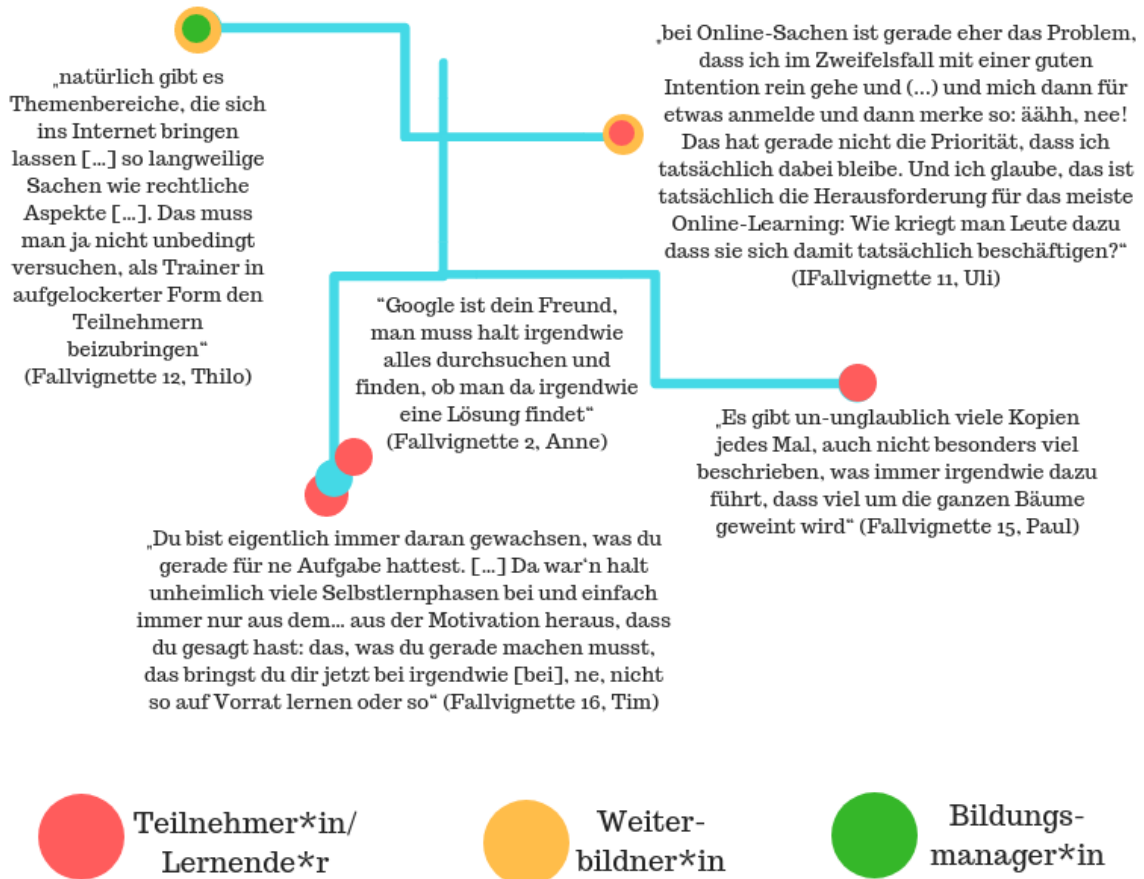 „natürlich gibt es
Themenbereiche, die sich
ins Internet bringen
lassen [...] so langweilige
Sachen wie rechtliche
Aspekte [...]. Das muss
man ja nicht unbedingt
versuchen, als Trainer in
aufgelockerter Form den
Teilnehmern
beizubringen“
(Fallvignette 12, Thilo)
„bei Online-Sachen ist gerade eher das Problem,
dass ich im Zweifelsfall mit einer guten
Intention rein gehe und (...) und mich dann für
etwas anmelde und dann merke so: äähh, nee!
Das hat gerade nicht die Priorität, dass ich
tatsächlich dabei bleibe. Und ich glaube, das ist
tatsächlich die Herausforderung für das meiste
Online-Learning: Wie kriegt man Leute dazu
dass sie sich damit tatsächlich beschäftigen?“
(IFallvignette 11, Uli)
“Google ist dein Freund,
man muss halt irgendwie
alles durchsuchen und
finden, ob man da irgendwie
eine Lösung findet“
(Fallvignette 2, Anne)
„Es gibt un-unglaublich viele Kopien
jedes Mal, auch nicht besonders viel
beschrieben, was immer irgendwie dazu
führt, dass viel um die ganzen Bäume
geweint wird“ (Fallvignette 15, Paul)
„Du bist eigentlich immer daran gewachsen, was du
gerade für ne Aufgabe hattest. [...] Da war‘n halt
unheimlich viele Selbstlernphasen bei und einfach
immer nur aus dem... aus der Motivation heraus, dass
du gesagt hast: das, was du gerade machen musst,
das bringst du dir jetzt bei irgendwie [bei], ne, nicht
so auf Vorrat lernen oder so“ (Fallvignette 16, Tim)
Teilnehmer*in/
Lernende*r
Weiter-
bildner*in
Bildungs-
manager*in